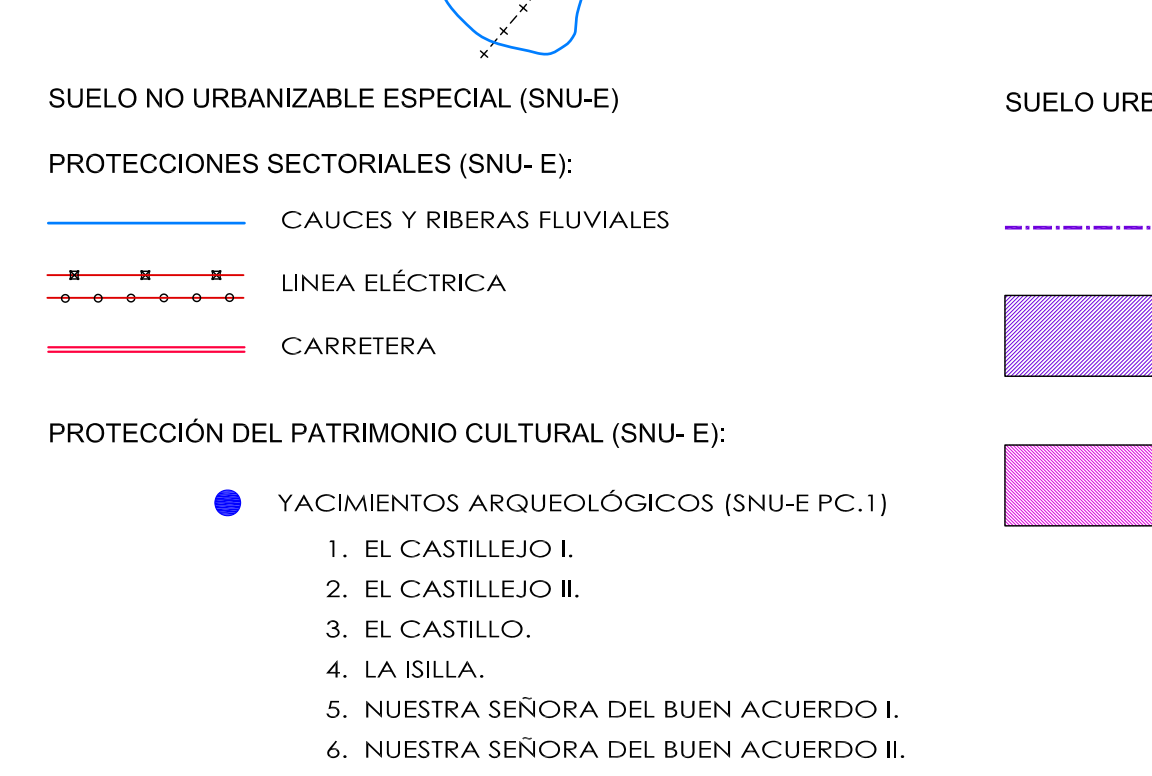 SUELO NO URBANIZABLE ESPECIAL (SNU-E)
PROTECCIONES SECTORIALES (SNU- E):
CAUCES Y RIBERAS FLUVIALES
LINEA ELÉCTRICA
CARRETERA
PROTECCIÓN DEL PATRIMONIO CULTURAL (SNU- E):
YACIMIENTOS ARQUEOLÓGICOS (SNU-E PC.1)
1. EL CASTILLEJO I.
2. EL CASTILLEJO II.
3. EL CASTILLO.
4. LA ISILLA.
5. NUESTRA SEÑORA DEL BUEN ACUERDO I.
6. NUESTRA SEÑORA DEL BUEN ACUERDO II.
SUELO